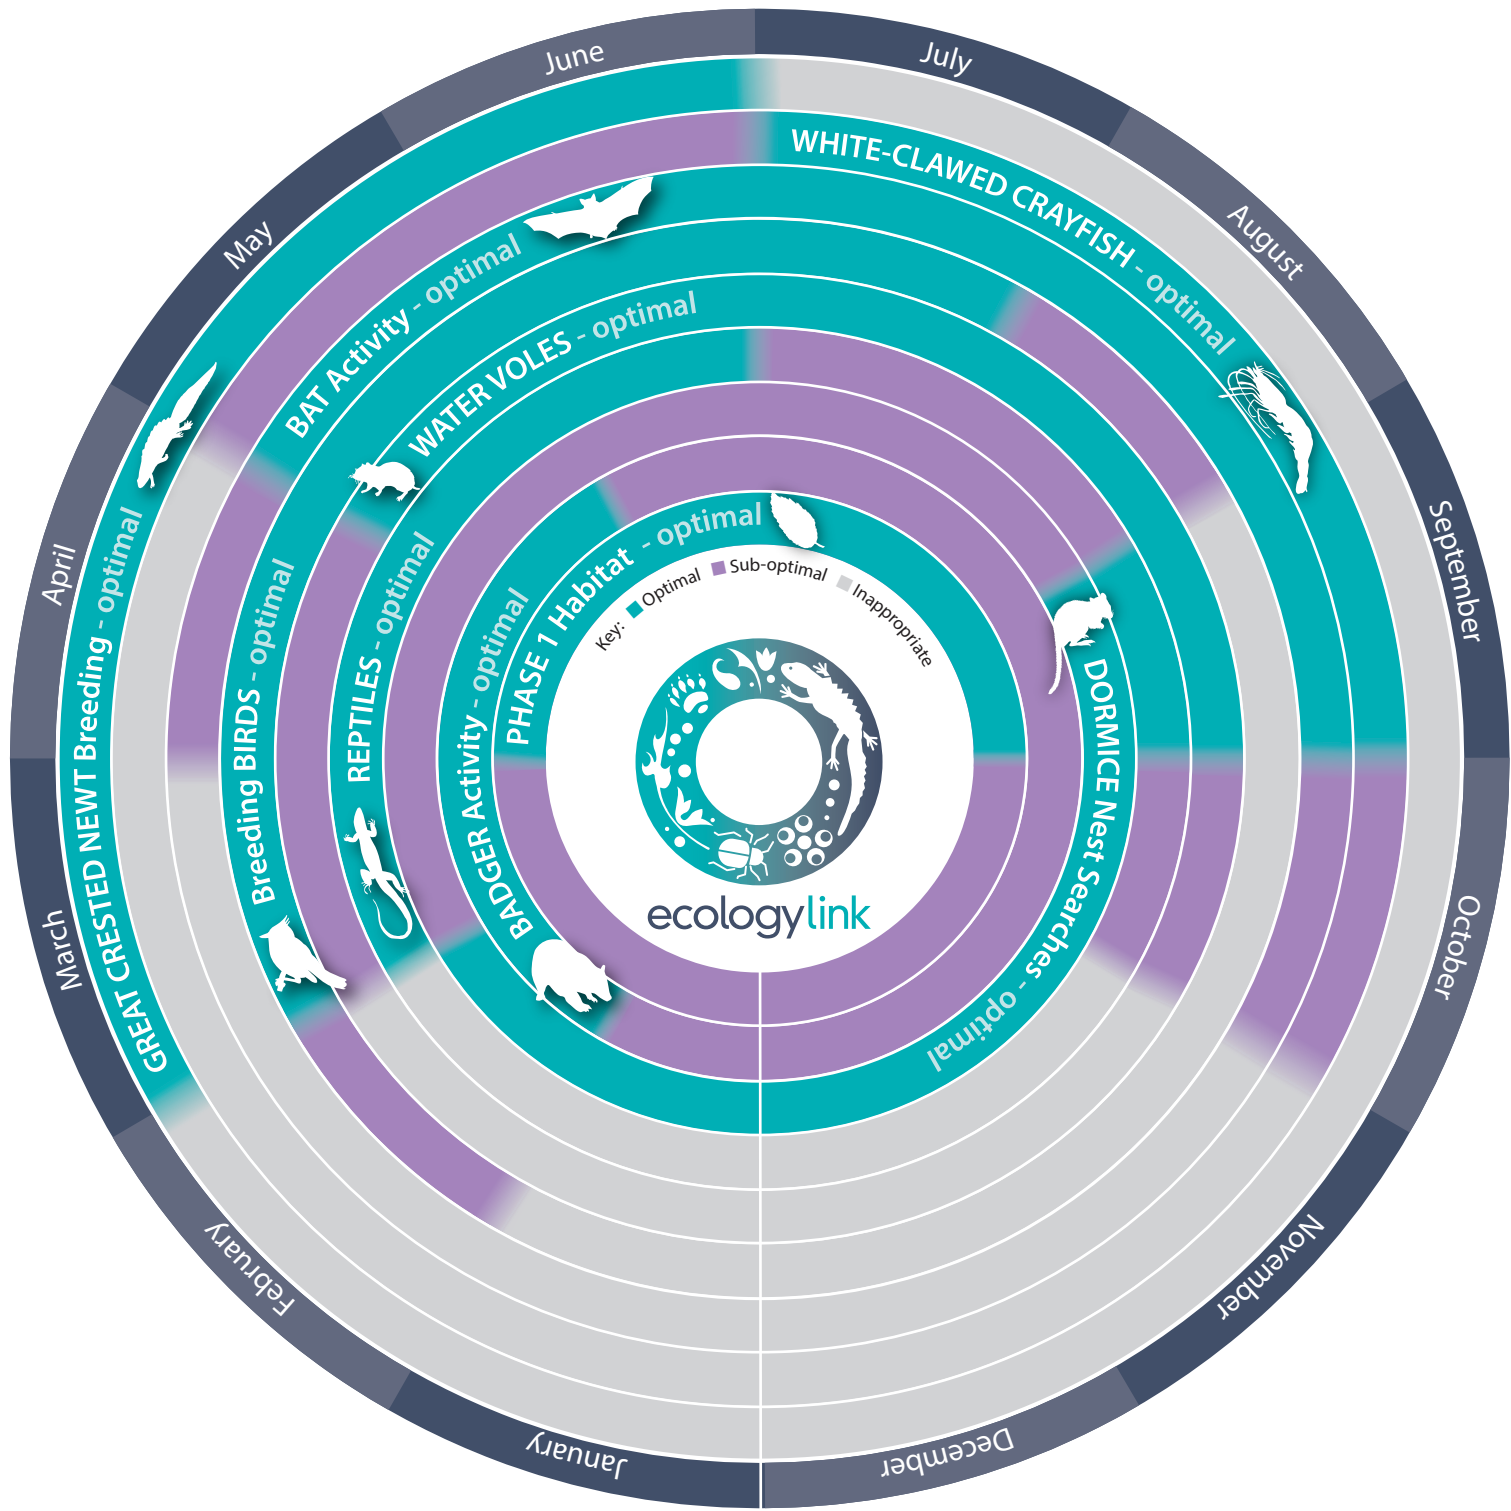 January
February
March
April
May
June
July
August
September
October
November
December
GREAT CRESTED NEWT Breeding - optimal
WHITE-CLAWED CRAYFISH - optimal
BAT Activity - optimal
Breeding BIRDS - optimal
WATER VOLES - optimal
REPTILES - optimal
DORMICE Nest Searches - optimal
BADGER Activity - optimal
PHASE 1 Habitat - optimal
Key: Optimal Sub-optimal Inappropriate
ecologylink